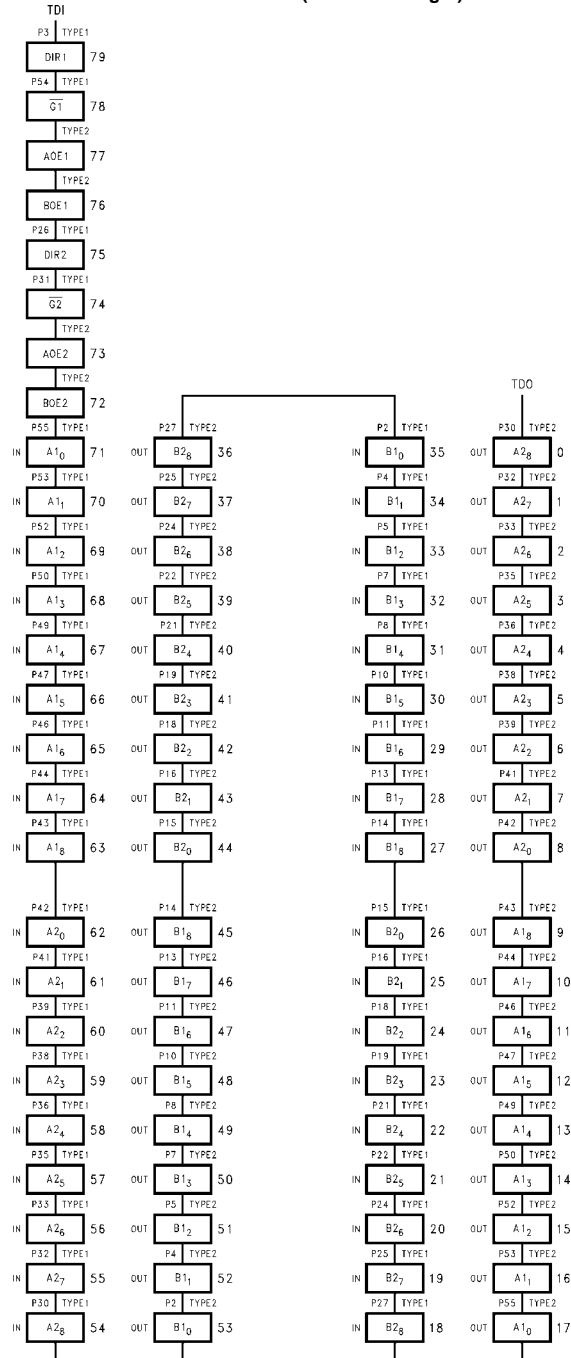 TDI
P3 TYPE1
DIR1 79
P54 TYPE1
G̅1̅ 78
TYPE2
AOE1 77
TYPE2
BOE1 76
P26 TYPE1
DIR2 75
P31 TYPE1
G̅2̅ 74
TYPE2
AOE2 73
TYPE2
BOE2 72
P55 TYPE1
IN A1₀ 71
P53 TYPE1
IN A1₁ 70
P52 TYPE1
IN A1₂ 69
P50 TYPE1
IN A1₃ 68
P49 TYPE1
IN A1₄ 67
P47 TYPE1
IN A1₅ 66
P46 TYPE1
IN A1₆ 65
P44 TYPE1
IN A1₇ 64
P43 TYPE1
IN A1₈ 63
P42 TYPE1
IN A2₀ 62
P41 TYPE1
IN A2₁ 61
P39 TYPE1
IN A2₂ 60
P38 TYPE1
IN A2₃ 59
P36 TYPE1
IN A2₄ 58
P35 TYPE1
IN A2₅ 57
P33 TYPE1
IN A2₆ 56
P32 TYPE1
IN A2₇ 55
P30 TYPE1
IN A2₈ 54
P27 TYPE2
OUT B2₈ 36
P25 TYPE2
OUT B2₇ 37
P24 TYPE2
OUT B2₆ 38
P22 TYPE2
OUT B2₅ 39
P21 TYPE2
OUT B2₄ 40
P19 TYPE2
OUT B2₃ 41
P18 TYPE2
OUT B2₂ 42
P16 TYPE2
OUT B2₁ 43
P15 TYPE2
OUT B2₀ 44
P14 TYPE2
OUT B1₈ 45
P13 TYPE2
OUT B1₇ 46
P11 TYPE2
OUT B1₆ 47
P10 TYPE2
OUT B1₅ 48
P8 TYPE2
OUT B1₄ 49
P7 TYPE2
OUT B1₃ 50
P5 TYPE2
OUT B1₂ 51
P4 TYPE2
OUT B1₁ 52
P2 TYPE2
OUT B1₀ 53
P2 TYPE1
IN B1₀ 35
P4 TYPE1
IN B1₁ 34
P5 TYPE1
IN B1₂ 33
P7 TYPE1
IN B1₃ 32
P8 TYPE1
IN B1₄ 31
P10 TYPE1
IN B1₅ 30
P11 TYPE1
IN B1₆ 29
P13 TYPE1
IN B1₇ 28
P14 TYPE1
IN B1₈ 27
P15 TYPE1
IN B2₀ 26
P16 TYPE1
IN B2₁ 25
P18 TYPE1
IN B2₂ 24
P19 TYPE1
IN B2₃ 23
P21 TYPE1
IN B2₄ 22
P22 TYPE1
IN B2₅ 21
P24 TYPE1
IN B2₆ 20
P25 TYPE1
IN B2₇ 19
P27 TYPE1
IN B2₈ 18
TDO
P30 TYPE2
OUT A2₈ 0
P32 TYPE2
OUT A2₇ 1
P33 TYPE2
OUT A2₆ 2
P35 TYPE2
OUT A2₅ 3
P36 TYPE2
OUT A2₄ 4
P38 TYPE2
OUT A2₃ 5
P39 TYPE2
OUT A2₂ 6
P41 TYPE2
OUT A2₁ 7
P42 TYPE2
OUT A2₀ 8
P43 TYPE2
OUT A1₈ 9
P44 TYPE2
OUT A1₇ 10
P46 TYPE2
OUT A1₆ 11
P47 TYPE2
OUT A1₅ 12
P49 TYPE2
OUT A1₄ 13
P50 TYPE2
OUT A1₃ 14
P52 TYPE2
OUT A1₂ 15
P53 TYPE2
OUT A1₁ 16
P55 TYPE2
OUT A1₀ 17